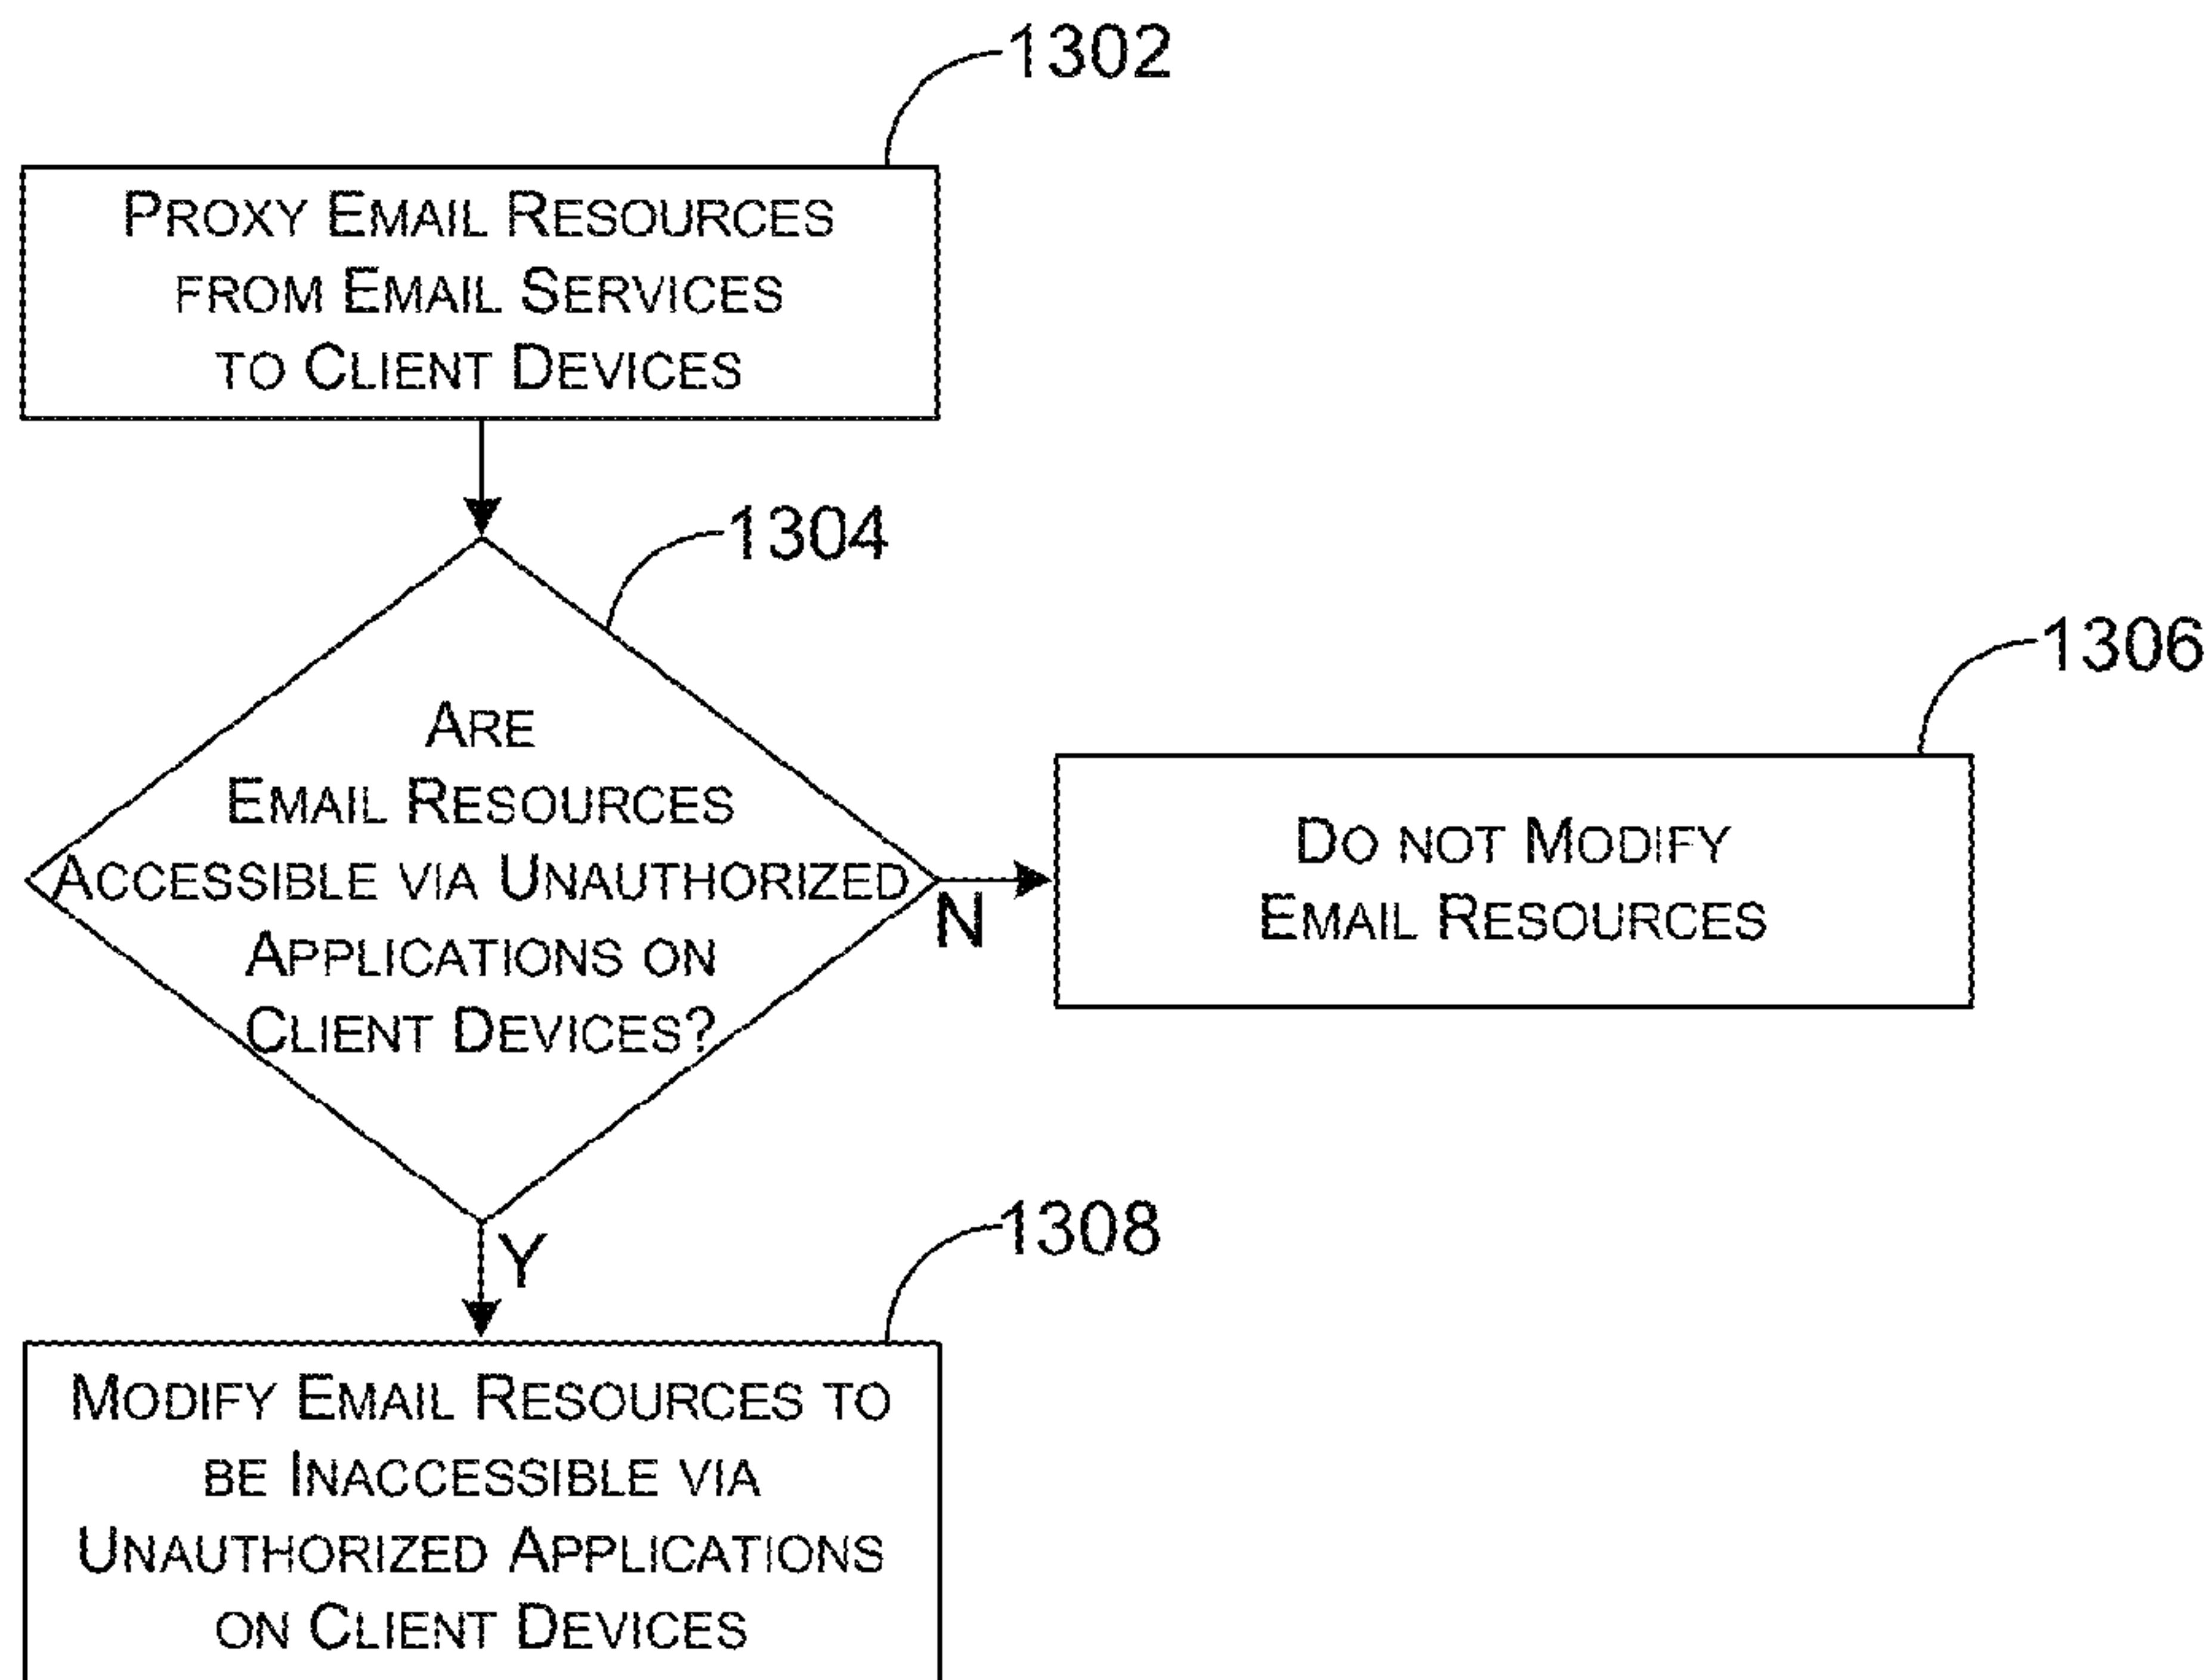 1302
PROXY EMAIL RESOURCES
FROM EMAIL SERVICES
TO CLIENT DEVICES
1304
ARE
EMAIL RESOURCES
ACCESSIBLE VIA UNAUTHORIZED
APPLICATIONS ON
CLIENT DEVICES?
N
1306
DO NOT MODIFY
EMAIL RESOURCES
Y
1308
MODIFY EMAIL RESOURCES TO
BE INACCESSIBLE VIA
UNAUTHORIZED APPLICATIONS
ON CLIENT DEVICES